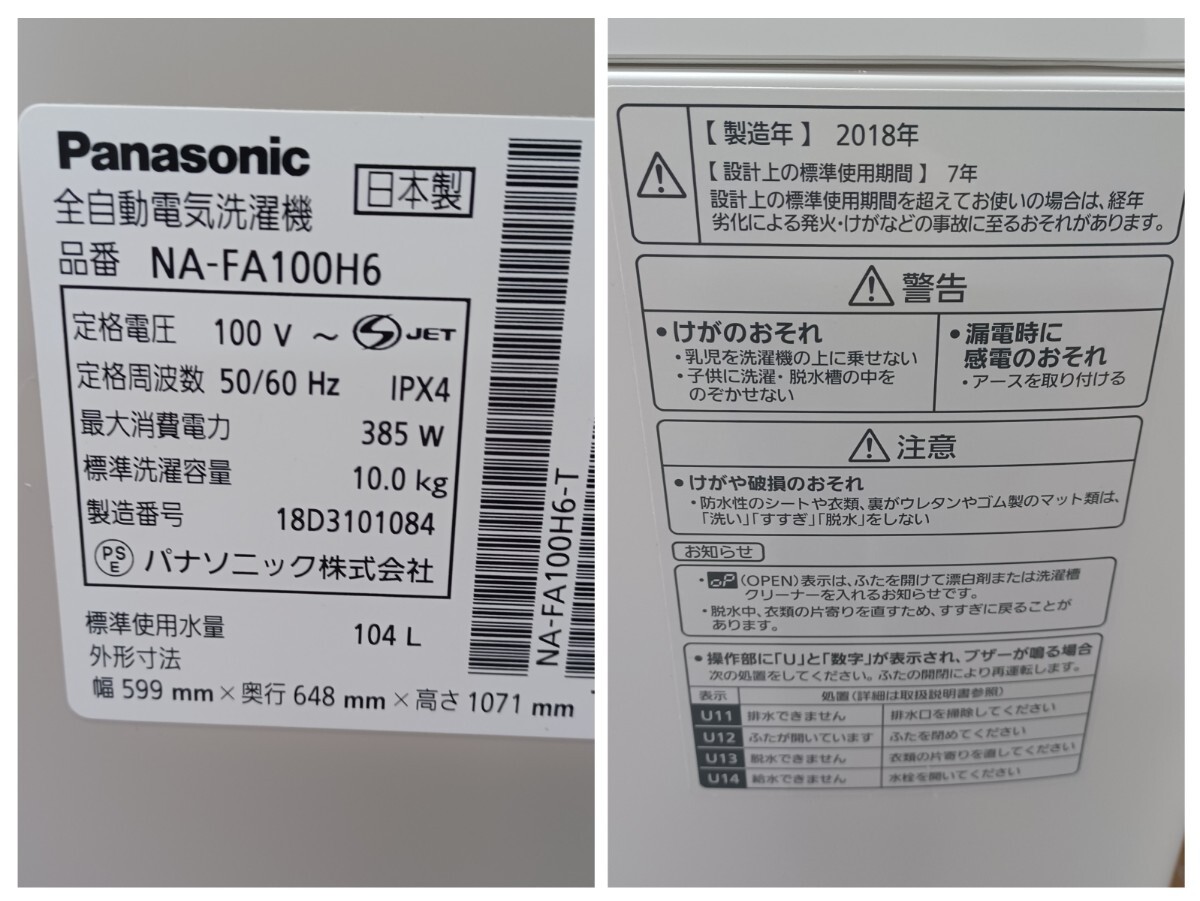 Panasonic
日本製
全自動電気洗濯機
品番 NA-FA100H6
定格電圧 100 V ～ S JET
定格周波数 50/60 Hz IPX4
最大消費電力 385 W
標準洗濯容量 10.0 kg
製造番号 18D3101084
PSE パナソニック株式会社
標準使用水量 104 L
外形寸法
幅 599 mm × 奥行 648 mm × 高さ 1071 mm
NA-FA100H6-T
【製造年】 2018年
【設計上の標準使用期間】 7年
設計上の標準使用期間を超えてお使いの場合は、経年
劣化による発火・けがなどの事故に至るおそれがあります。
警告
・けがのおそれ
・乳児を洗濯機の上に乗せない
・子供に洗濯・脱水槽の中を
のぞかせない
・漏電時に
感電のおそれ
・アースを取り付ける
注意
・けがや破損のおそれ
・防水性のシートや衣類、裏がウレタンやゴム製のマット類は、
「洗い」「すすぎ」「脱水」をしない
お知らせ
・oP(OPEN)表示は、ふたを開けて漂白剤または洗濯槽
クリーナーを入れるお知らせです。
・脱水中、衣類の片寄りを直すため、すすぎに戻ることが
あります。
・操作部に「U」と「数字」が表示され、ブザーが鳴る場合
次の処置をしてください。ふたの開閉により再運転します。
表示 処置(詳細は取扱説明書参照)
U11 排水できません 排水口を掃除してください
U12 ふたが開いています ふたを閉めてください
U13 脱水できません 衣類の片寄りを直してください
U14 給水できません 水栓を開いてください